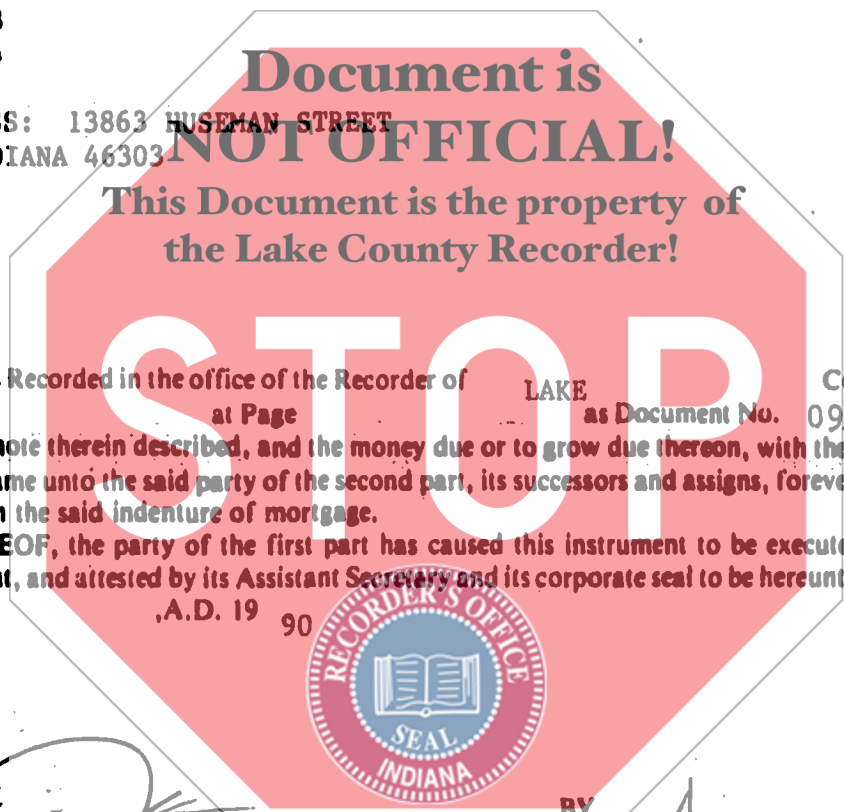 Document is
S: 13863 HUSEMAN STREET
NOT OFFICIAL!
IANA 46303
This Document is the property of
the Lake County Recorder!
STOP
Recorded in the office of the Recorder of LAKE C
at Page as Document No. 09
note therein described, and the money due or to grow due thereon, with the
me unto the said party of the second part, its successors and assigns, foreve
the said indenture of mortgage.
EOF, the party of the first part has caused this instrument to be execute
t, and attested by its Assistant Secretary and its corporate seal to be hereunt
,A.D. 19 90
RECORDER'S OFFICE
SEAL
INDIANA
BY